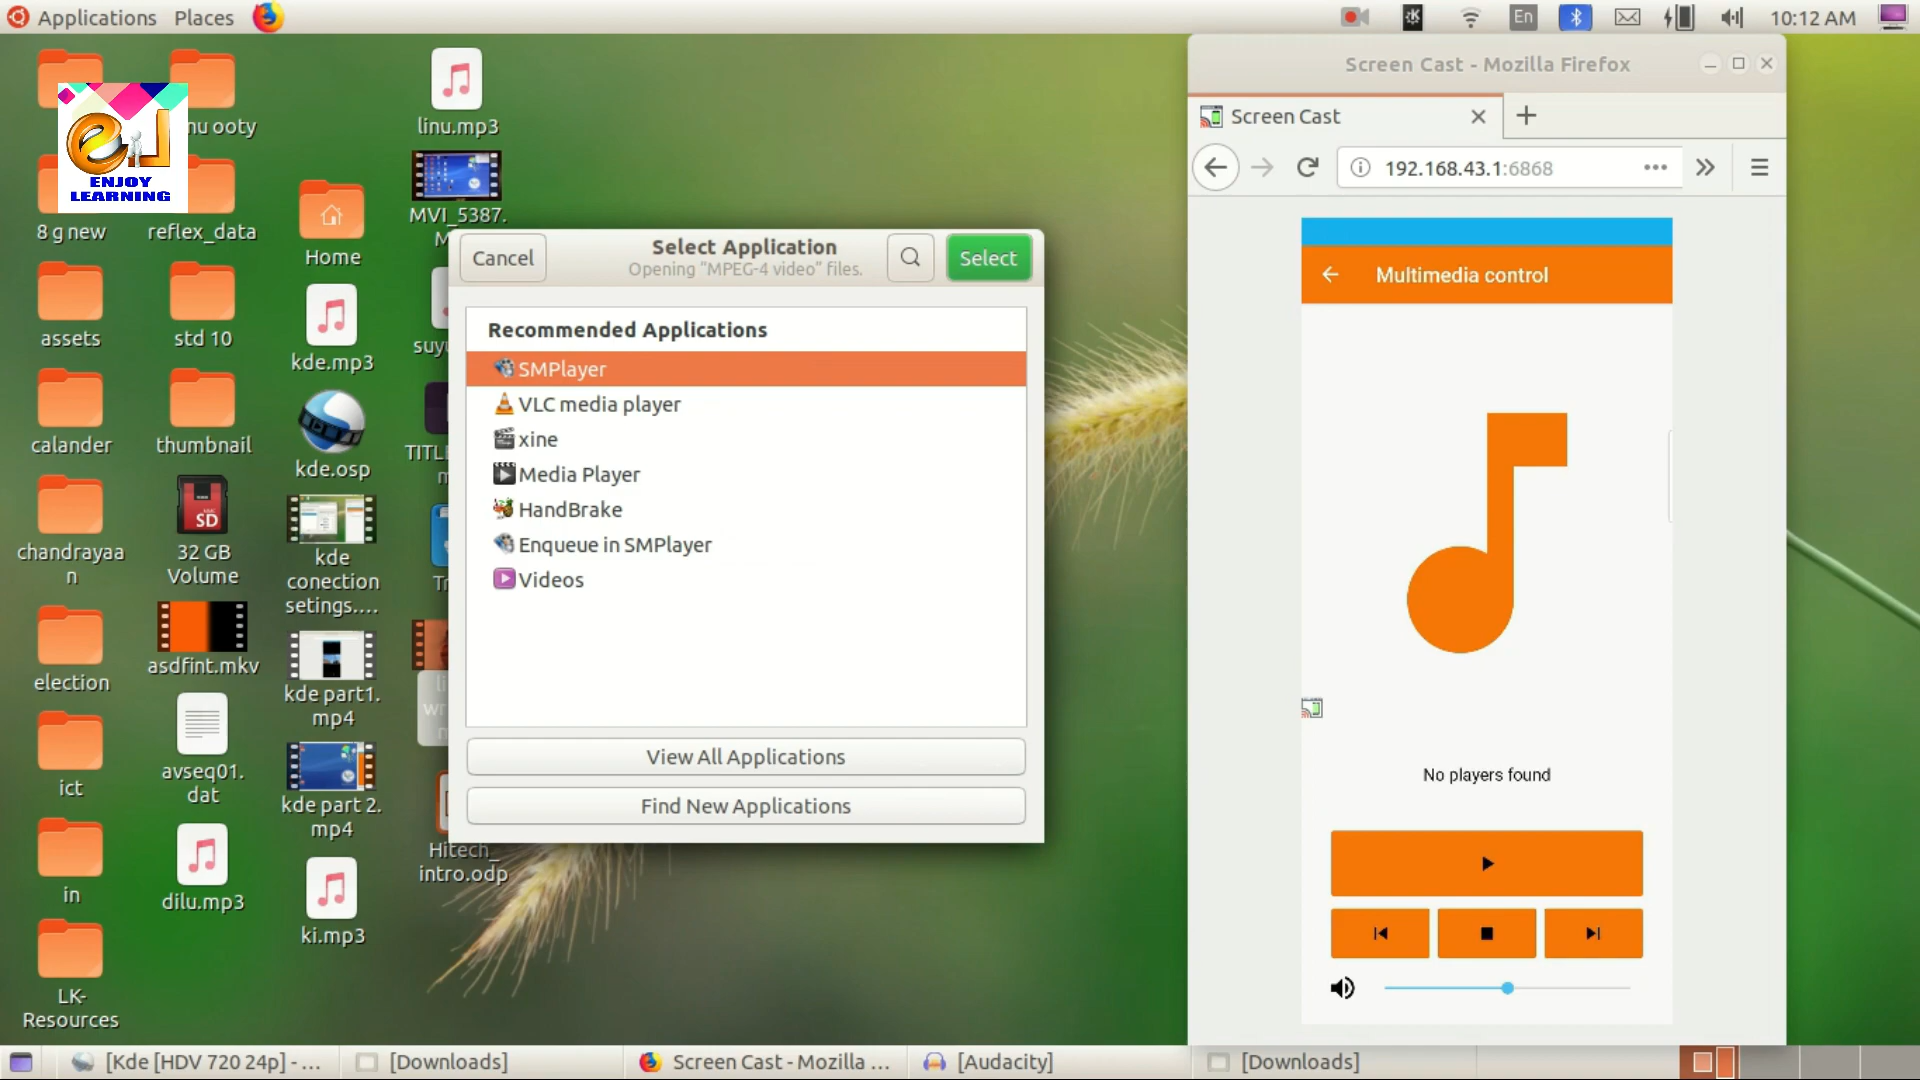 Applications Places En 10:12 AM
ENJOY
LEARNING
nu ooty
8 g new
reflex_data
assets
std 10
calander
thumbnail
chandrayaa
n
32 GB
Volume
election
asdfint.mkv
ict
avseq01.
dat
in
dilu.mp3
LK-
Resources
Home
kde.mp3
kde.osp
kde
conection
setings....
kde part1.
mp4
kde part 2.
mp4
ki.mp3
linu.mp3
MVI_5387.
suyu
TITLE
Hitech_
intro.odp
Cancel
Select Application
Opening "MPEG-4 video" files.
Select
Recommended Applications
SMPlayer
VLC media player
xine
Media Player
HandBrake
Enqueue in SMPlayer
Videos
View All Applications
Find New Applications
Screen Cast - Mozilla Firefox
Screen Cast
192.168.43.1:6868
Multimedia control
No players found
[Kde [HDV 720 24p] - ...
[Downloads]
Screen Cast - Mozilla ...
[Audacity]
[Downloads]